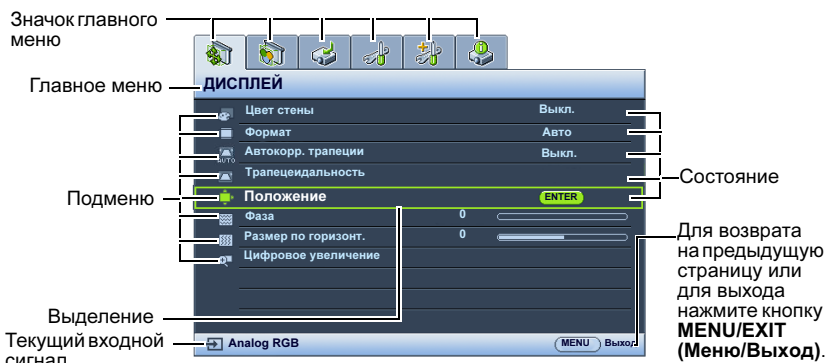 Значок главного
меню
Главное меню
ДИСПЛЕЙ
Цвет стены Выкл.
Формат Авто
AUTO
Автокорр. трапеции Выкл.
Трапецеидальность
Подменю
Состояние
Положение ENTER
Фаза 0
Размер по горизонт. 0
Цифровое увеличение
Для возврата
на предыдущую
страницу или
для выхода
нажмите кнопку
MENU/EXIT
(Меню/Выход).
Выделение
Текущий входной
сигнал
Analog RGB MENU Выход